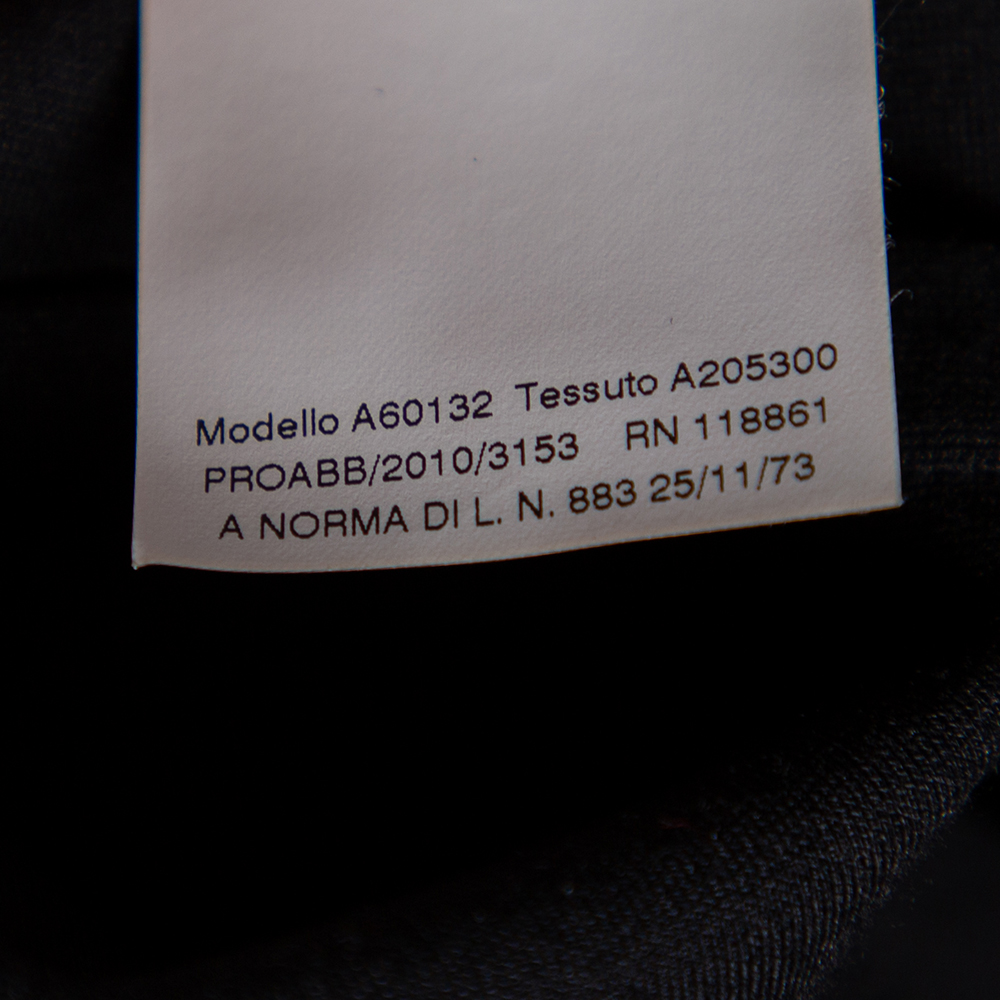 Modello A60132 Tessuto A205300
PROABB/2010/3153 RN 118861
A NORMA DI L. N. 883 25/11/73